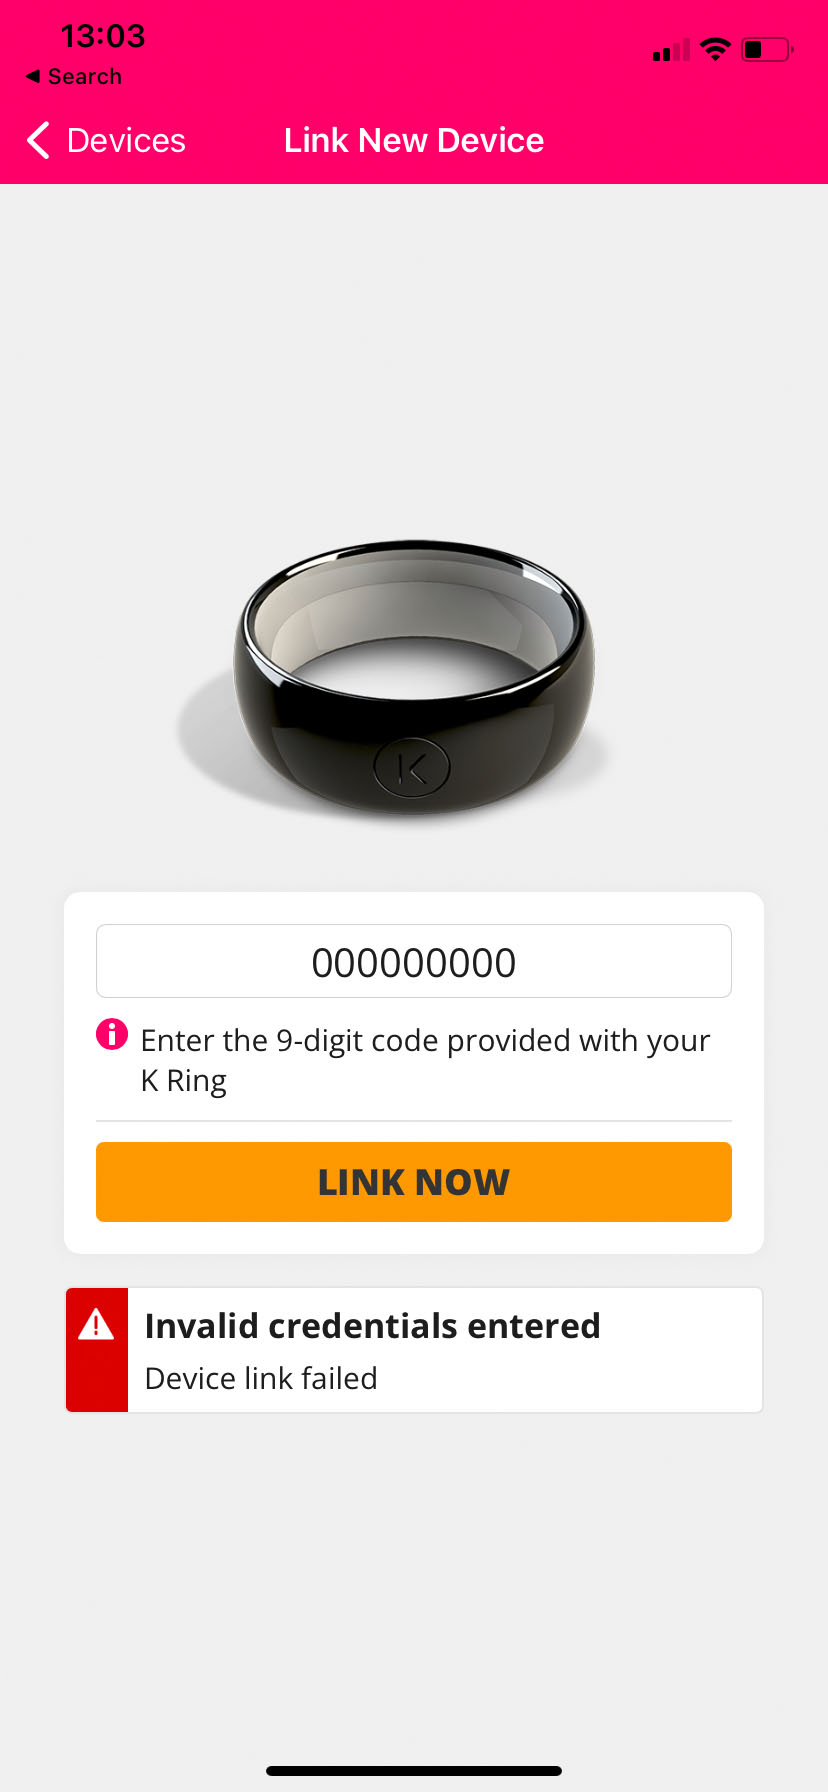 13:03
◀ Search
Devices
Link New Device
K
000000000
Enter the 9-digit code provided with your
K Ring
LINK NOW
Invalid credentials entered
Device link failed